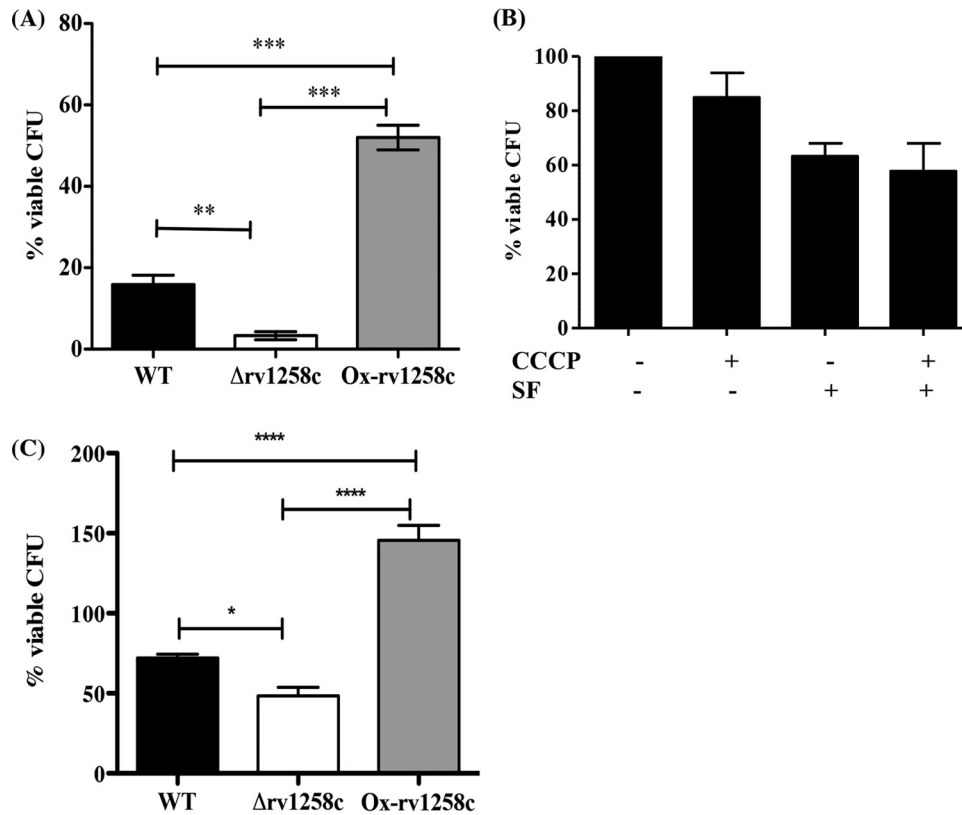 (A)
% viable CFU
80
60
40
20
0
***
***
**
WT Δrv1258c Ox-rv1258c
(B)
% viable CFU
100
80
60
40
20
0
CCCP - + - +
SF - - + +
(C)
% viable CFU
200
150
100
50
0
****
****
*
WT Δrv1258c Ox-rv1258c